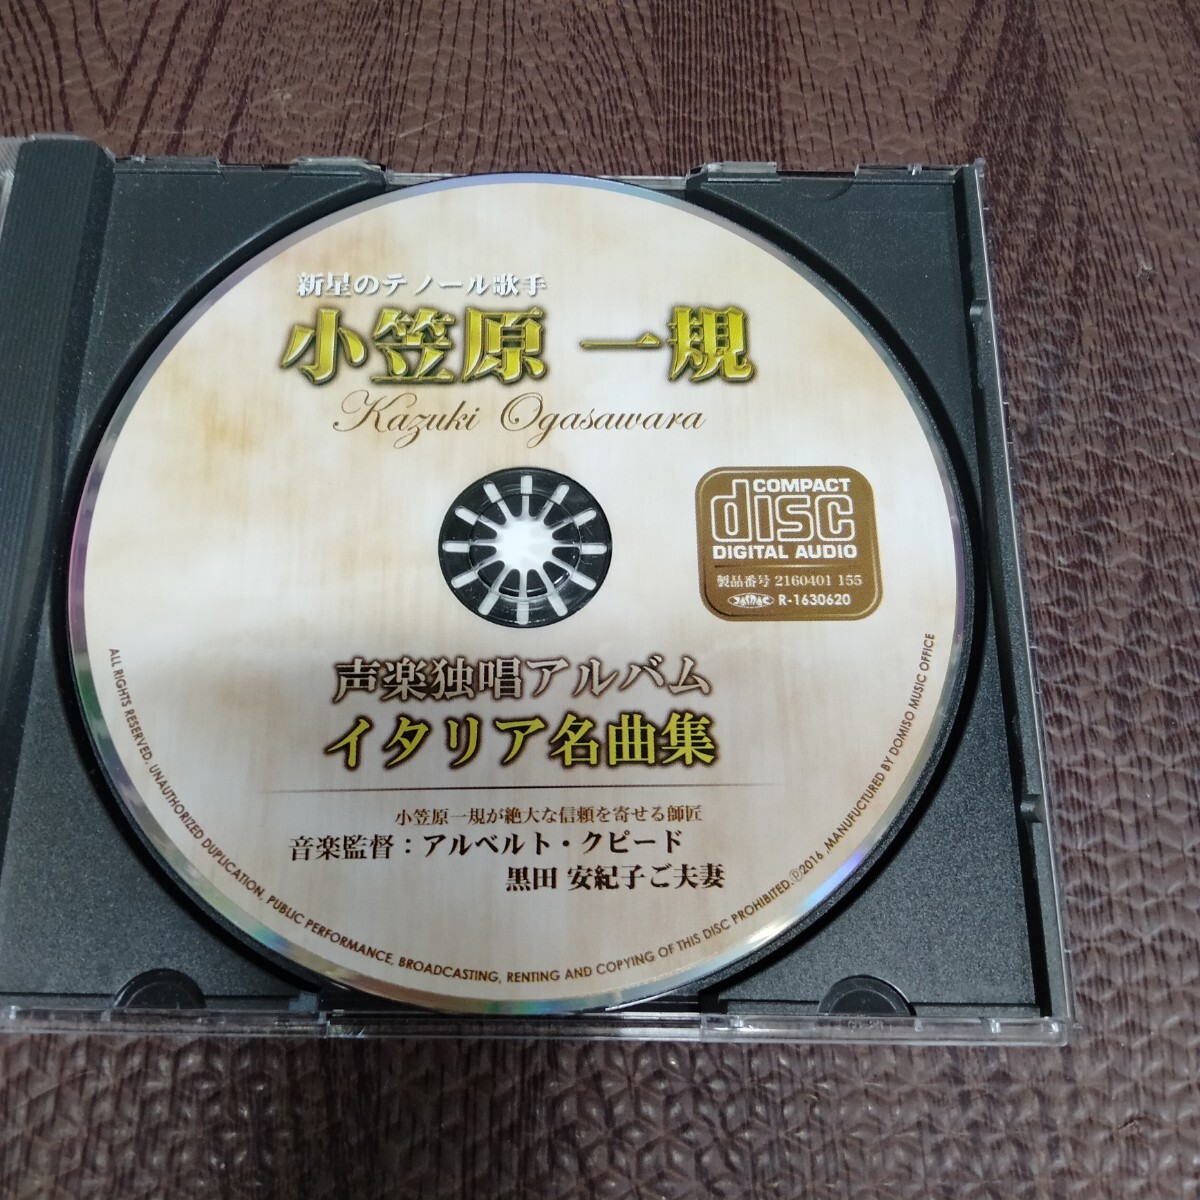 新星のテノール歌手
小笠原 一規
Kazuki Ogasawara
COMPACT
disc
DIGITAL AUDIO
製品番号 2160401 155
JASRAC R-1630620
声楽独唱アルバム
イタリア名曲集
小笠原一規が絶大な信頼を寄せる師匠
音楽監督：アルベルト・クピード
黒田 安紀子ご夫妻
ALL RIGHTS RESERVED. UNAUTHORIZED DUPLICATION, PUBLIC PERFORMANCE, BROADCASTING, RENTING AND COPYING OF THIS DISC PROHIBITED.Ⓟ2016 ,MANUFUCTURED BY DOMISO MUSIC OFFICE